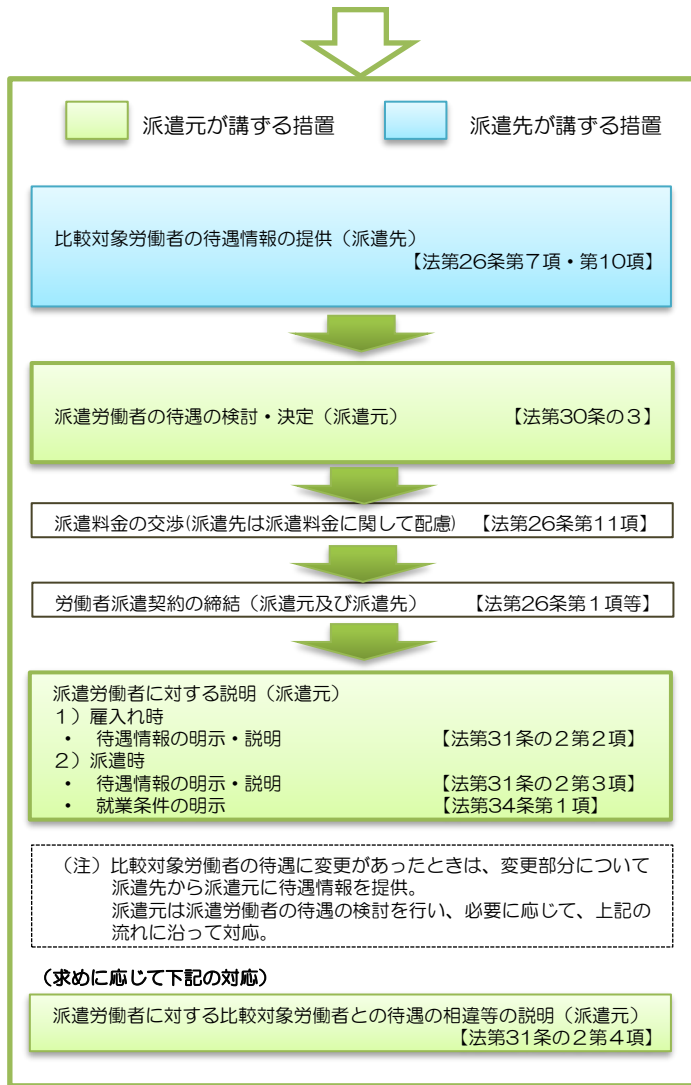 派遣元が講ずる措置 派遣先が講ずる措置
比較対象労働者の待遇情報の提供(派遣先)
【法第26条第7項・第10項】
派遣労働者の待遇の検討・決定(派遣元) 【法第30条の3】
派遣料金の交渉(派遣先は派遣料金に関して配慮) 【法第26条第11項】
労働者派遣契約の締結(派遣元及び派遣先) 【法第26条第1項等】
派遣労働者に対する説明(派遣元)
1)雇入れ時
・ 待遇情報の明示・説明 【法第31条の2第2項】
2)派遣時
・ 待遇情報の明示・説明 【法第31条の2第3項】
・ 就業条件の明示 【法第34条第1項】
(注)比較対象労働者の待遇に変更があったときは、変更部分について
派遣先から派遣元に待遇情報を提供。
派遣元は派遣労働者の待遇の検討を行い、必要に応じて、上記の
流れに沿って対応。
(求めに応じて下記の対応)
派遣労働者に対する比較対象労働者との待遇の相違等の説明(派遣元)
【法第31条の2第4項】